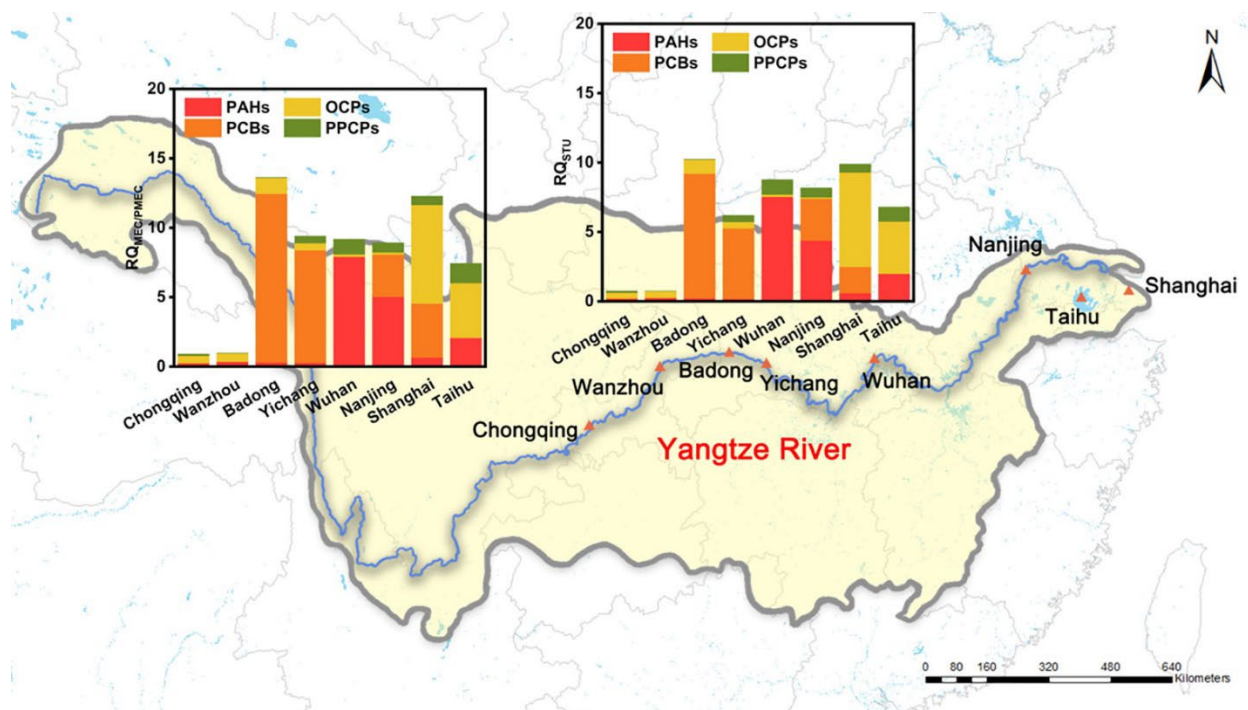 20
15
10
5
0
RQMEC/PMEC
PAHs
OCPs
PCBs
PPCPs
Chongqing
Wanzhou
Badong
Yichang
Wuhan
Nanjing
Shanghai
Taihu
20
15
10
5
0
RQSTU
PAHs
OCPs
PCBs
PPCPs
Chongqing
Wanzhou
Badong
Yichang
Wuhan
Nanjing
Shanghai
Taihu
N
Nanjing
Shanghai
Taihu
Wanzhou
Badong
Yichang
Wuhan
Chongqing
Yangtze River
0 80 160 320 480 640
Kilometers